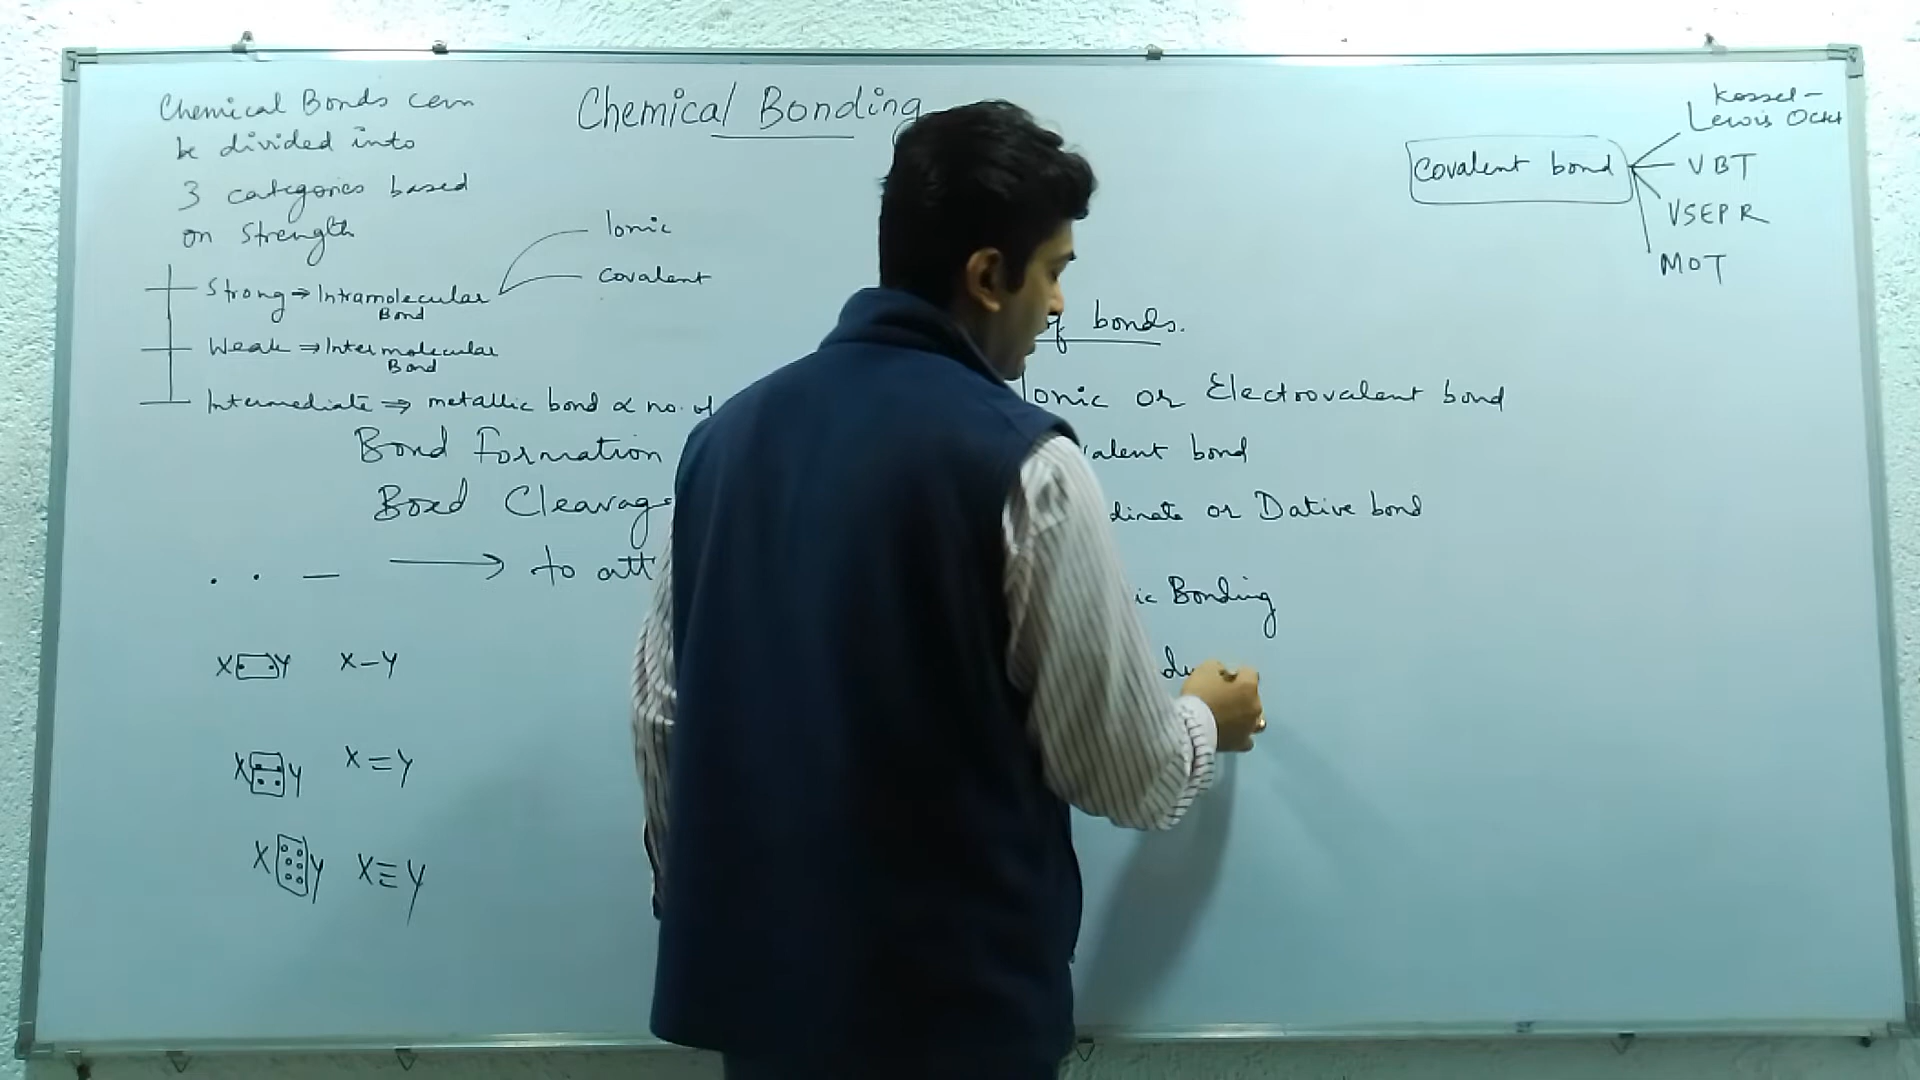 Chemical Bonding
Chemical Bonds can
be divided into
3 categories based
on Strength
Strong ⇒ Intramolecular
Bond
Ionic
covalent
Weak ⇒ Intermolecular
Bond
Intermediate ⇒ metallic bond ∝ no. of
Bond Formation
Bond Cleavage
. . — ⟶ to att
X Y X–Y
X Y X=Y
X Y X≡Y
of bonds.
Ionic or Electrovalent bond
valent bond
dinate or Dative bond
ic Bonding
Covalent bond
Kossel–
Lewis Octet
VBT
VSEPR
MOT